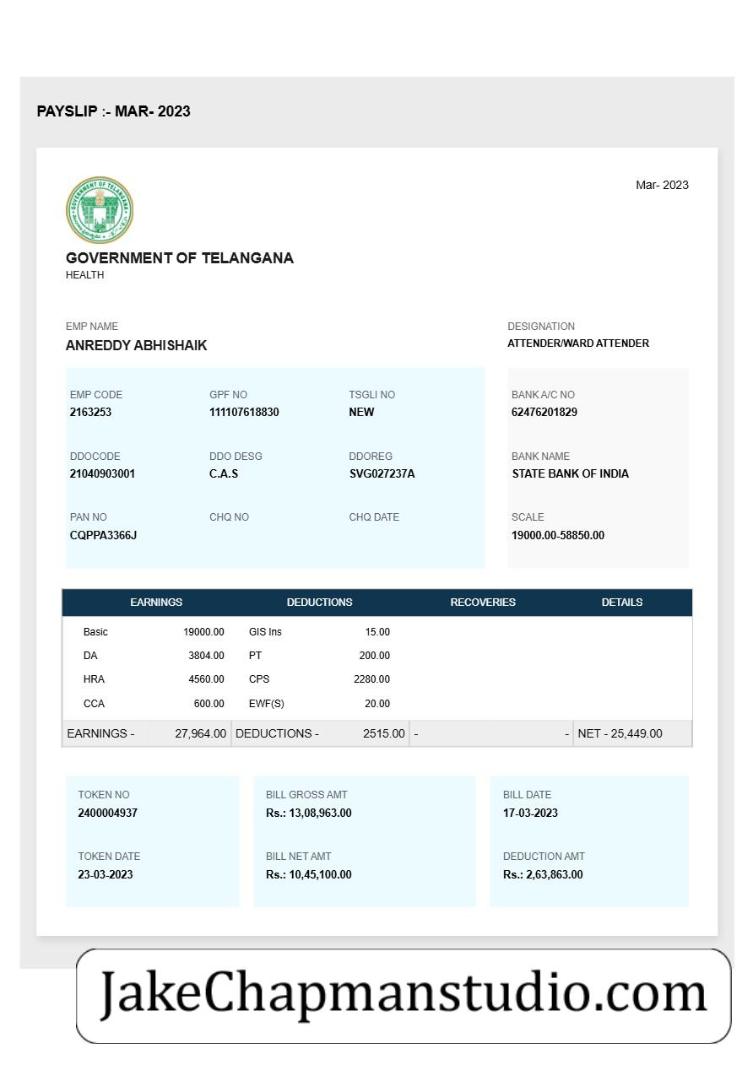 PAYSLIP :- MAR- 2023
Mar- 2023
GOVERNMENT OF TELANGANA
GOVERNMENT OF TELANGANA
HEALTH
EMP NAME DESIGNATION
ANREDDY ABHISHAIK ATTENDER/WARD ATTENDER
EMP CODE GPF NO TSGLI NO BANK A/C NO
2163253 111107618830 NEW 62476201829
DDOCODE DDO DESG DDOREG BANK NAME
21040903001 C.A.S SVG027237A STATE BANK OF INDIA
PAN NO CHQ NO CHQ DATE SCALE
CQPPA3366J 19000.00-58850.00
EARNINGS DEDUCTIONS RECOVERIES DETAILS
Basic 19000.00 GIS Ins 15.00
DA 3804.00 PT 200.00
HRA 4560.00 CPS 2280.00
CCA 600.00 EWF(S) 20.00
EARNINGS - 27,964.00 DEDUCTIONS - 2515.00 - - NET - 25,449.00
TOKEN NO BILL GROSS AMT BILL DATE
2400004937 Rs.: 13,08,963.00 17-03-2023
TOKEN DATE BILL NET AMT DEDUCTION AMT
23-03-2023 Rs.: 10,45,100.00 Rs.: 2,63,863.00
JakeChapmanstudio.com